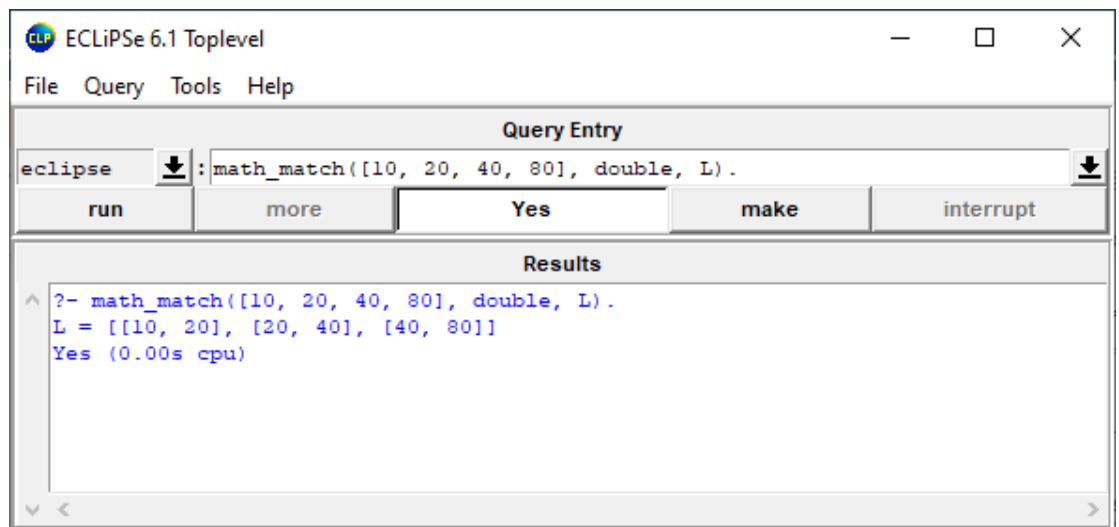 CLP ECLiPSe 6.1 Toplevel
File Query Tools Help
Query Entry
eclipse : math_match([10, 20, 40, 80], double, L).
run more Yes make interrupt
Results
?- math_match([10, 20, 40, 80], double, L).
L = [[10, 20], [20, 40], [40, 80]]
Yes (0.00s cpu)